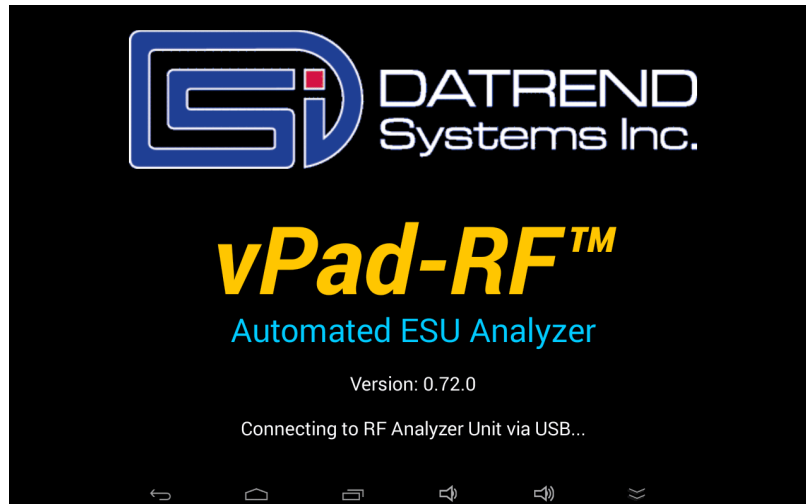 DATREND
Systems Inc.
vPad-RF™
Automated ESU Analyzer
Version: 0.72.0
Connecting to RF Analyzer Unit via USB...